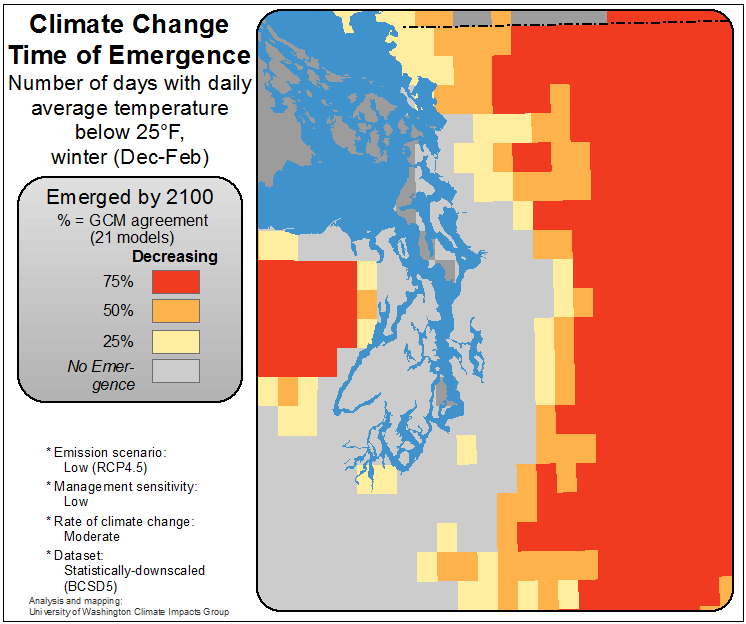 Climate Change
Time of Emergence
Number of days with daily
average temperature
below 25°F,
winter (Dec-Feb)
Emerged by 2100
% = GCM agreement
(21 models)
Decreasing
75%
50%
25%
No Emer-
gence
* Emission scenario:
Low (RCP4.5)
* Management sensitivity:
Low
* Rate of climate change:
Moderate
* Dataset:
Statistically-downscaled
(BCSD5)
Analysis and mapping:
University of Washington Climate Impacts Group